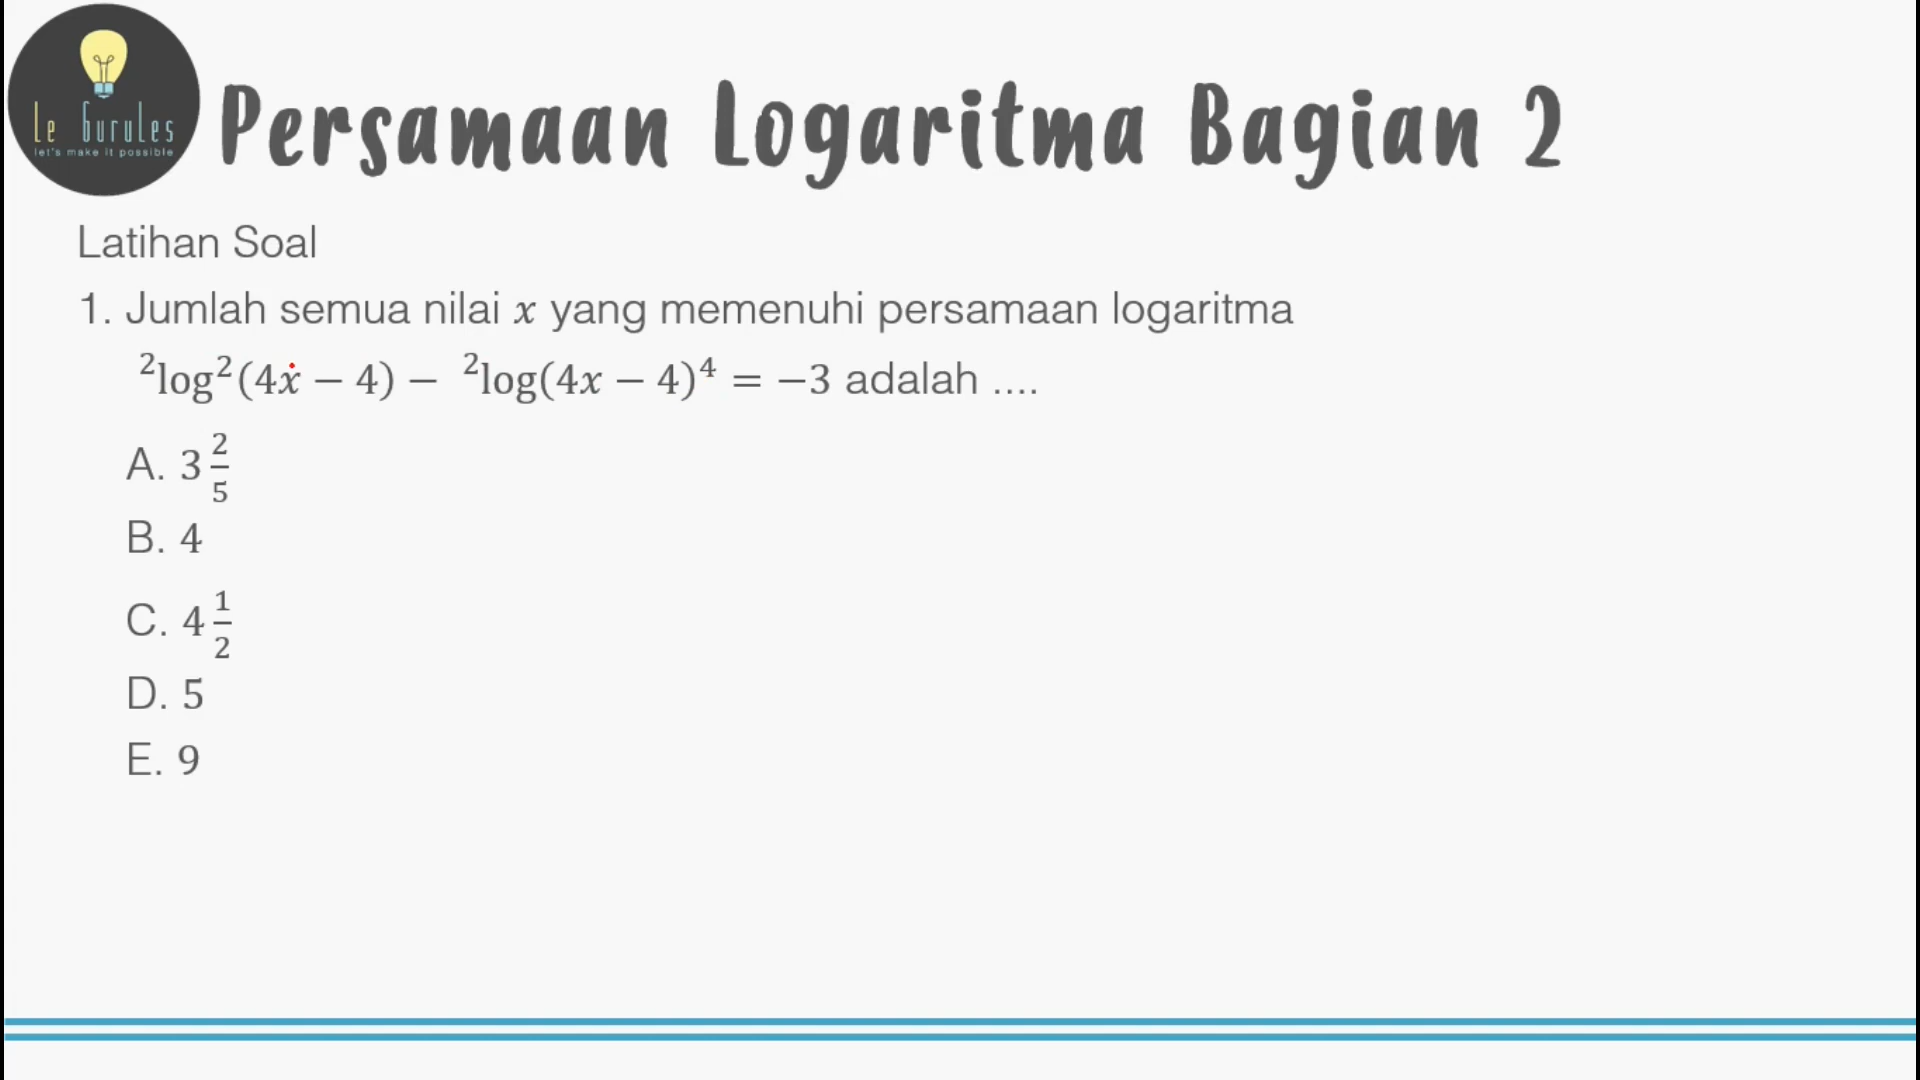 Le Gurules
let's make it possible
Persamaan Logaritma Bagian 2
Latihan Soal
1. Jumlah semua nilai x yang memenuhi persamaan logaritma
²log²(4x − 4) − ²log(4x − 4)⁴ = −3 adalah ....
A. 3 2/5
B. 4
C. 4 1/2
D. 5
E. 9